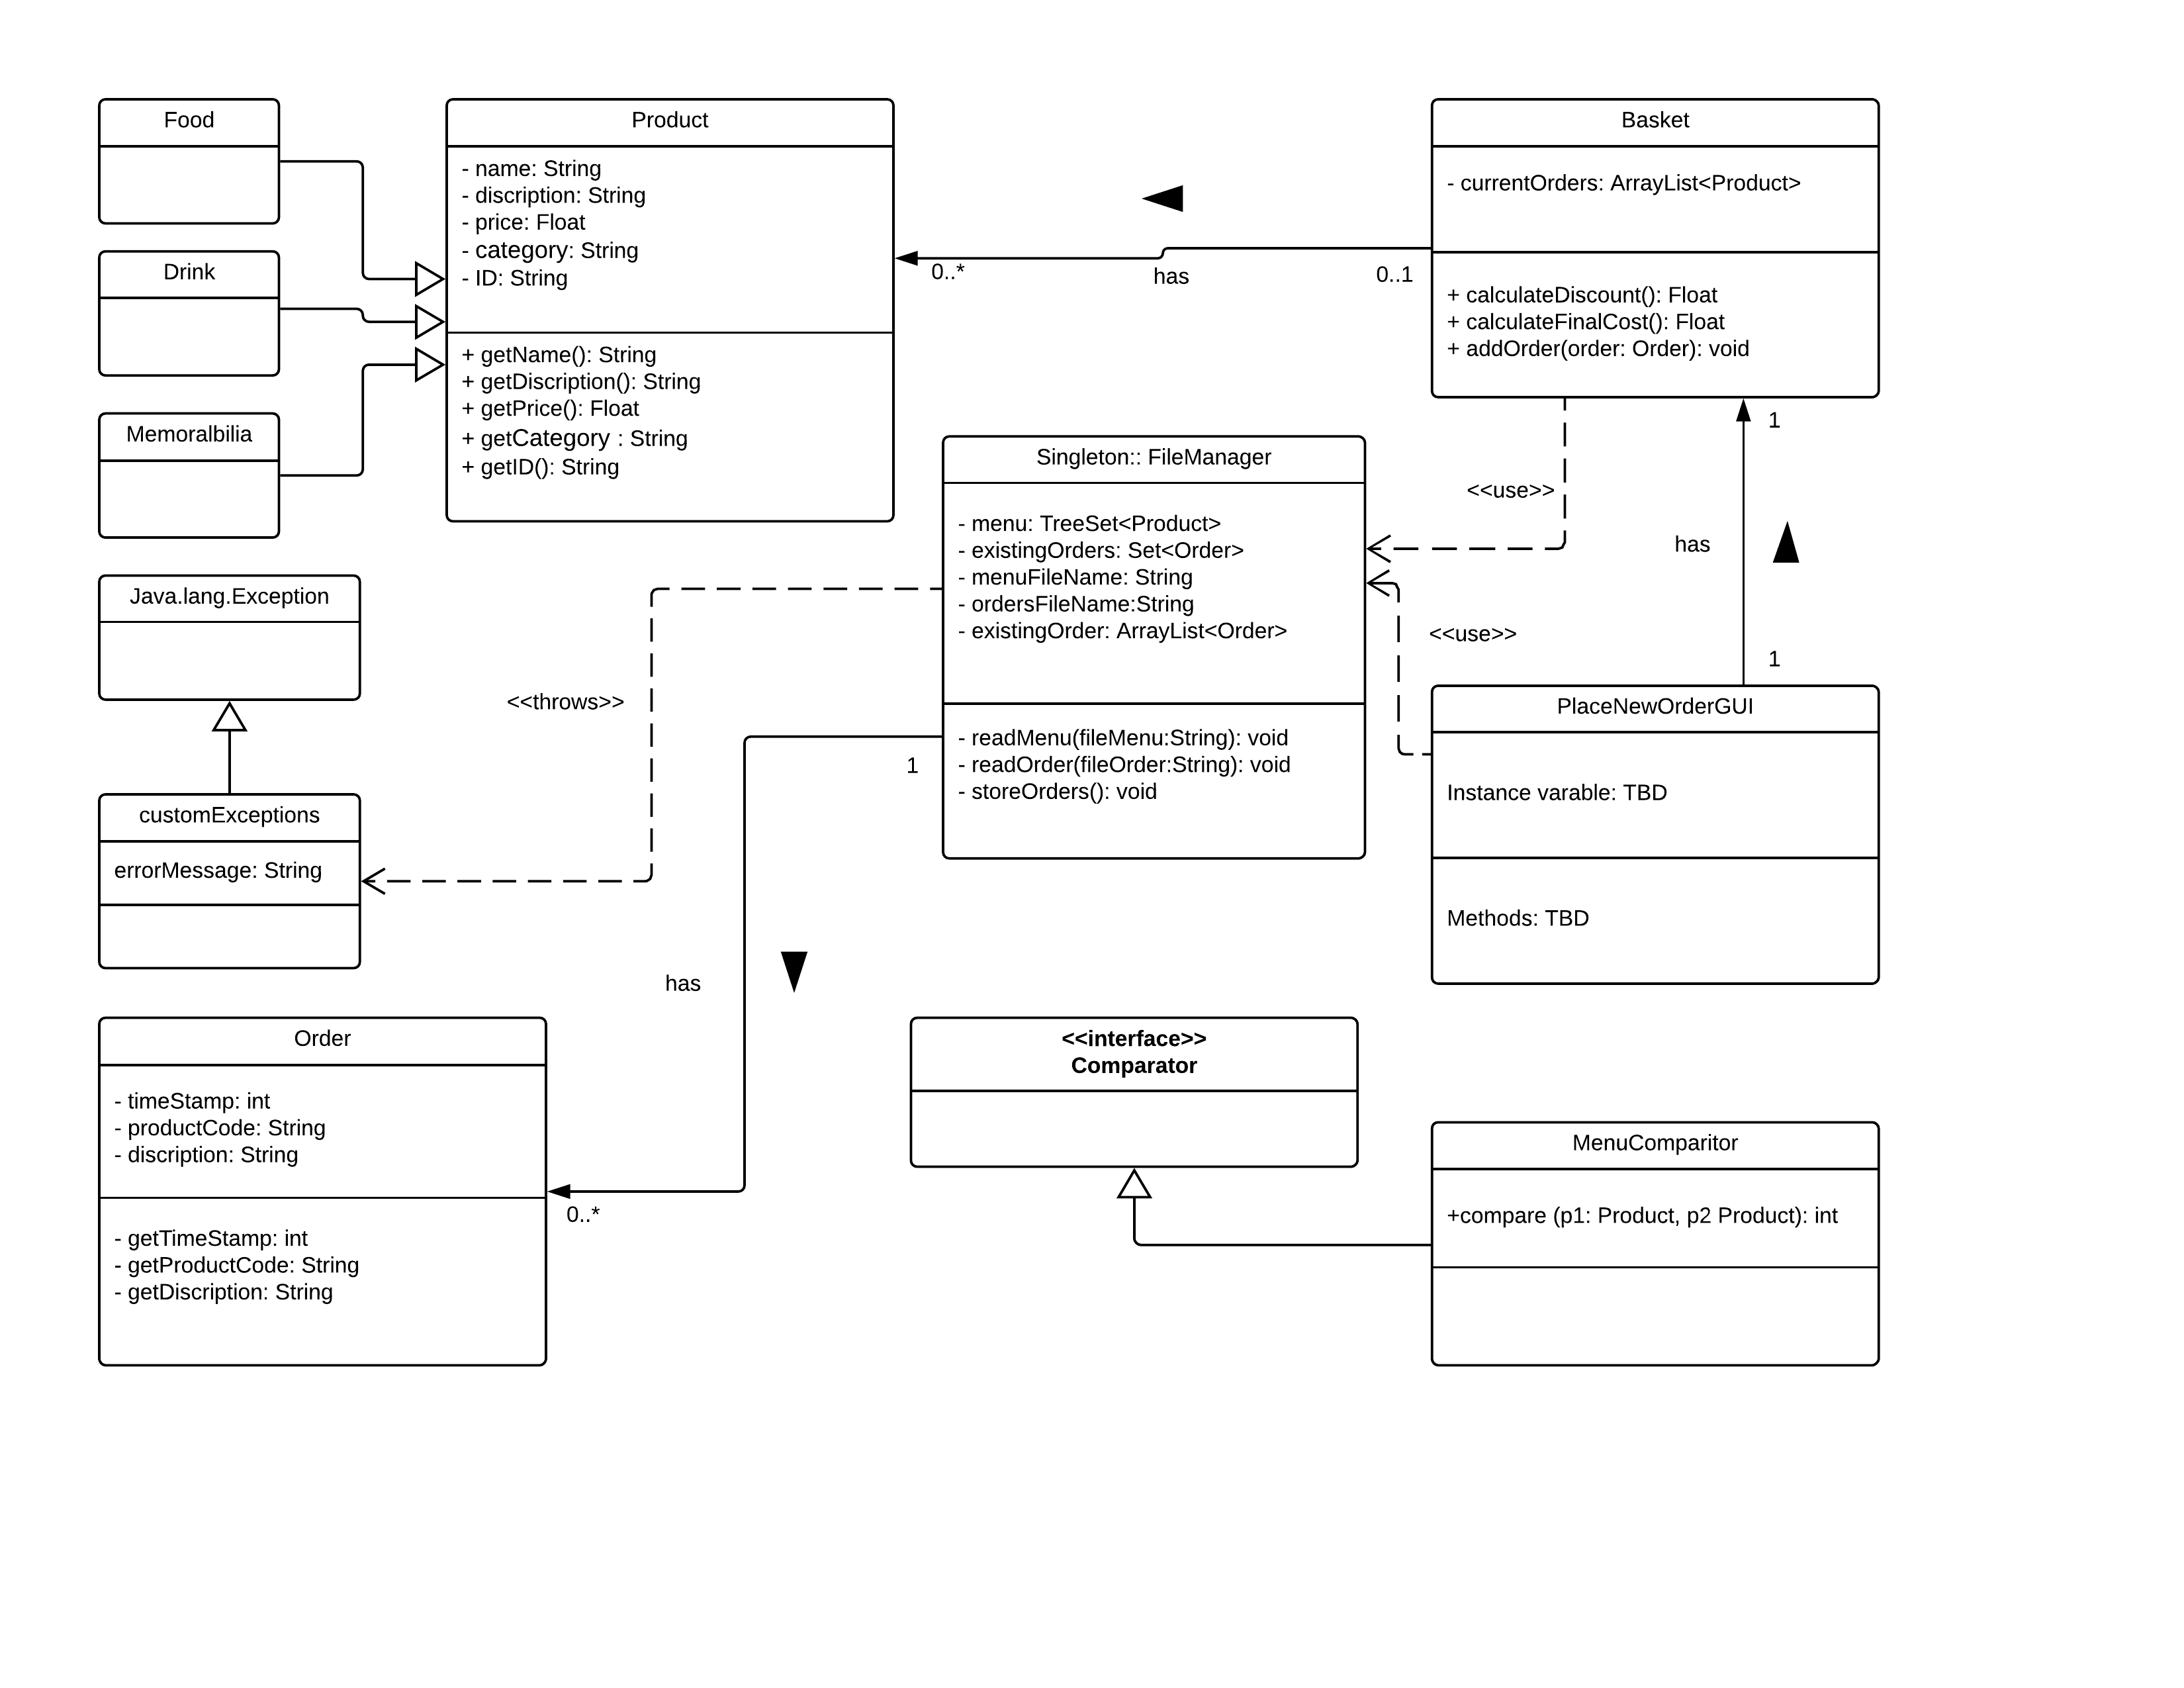 Food
Drink
Memoralbilia
Product
- name: String
- discription: String
- price: Float
- category: String
- ID: String
+ getName(): String
+ getDiscription(): String
+ getPrice(): Float
+ getCategory : String
+ getID(): String
0..*
has
0..1
Basket
- currentOrders: ArrayList<Product>
+ calculateDiscount(): Float
+ calculateFinalCost(): Float
+ addOrder(order: Order): void
Singleton:: FileManager
- menu: TreeSet<Product>
- existingOrders: Set<Order>
- menuFileName: String
- ordersFileName:String
- existingOrder: ArrayList<Order>
- readMenu(fileMenu:String): void
- readOrder(fileOrder:String): void
- storeOrders(): void
<<use>>
<<use>>
1
has
1
PlaceNewOrderGUI
Instance varable: TBD
Methods: TBD
Java.lang.Exception
<<throws>>
customExceptions
errorMessage: String
1
has
0..*
Order
- timeStamp: int
- productCode: String
- discription: String
- getTimeStamp: int
- getProductCode: String
- getDiscription: String
<<interface>>
Comparator
MenuComparitor
+compare (p1: Product, p2 Product): int